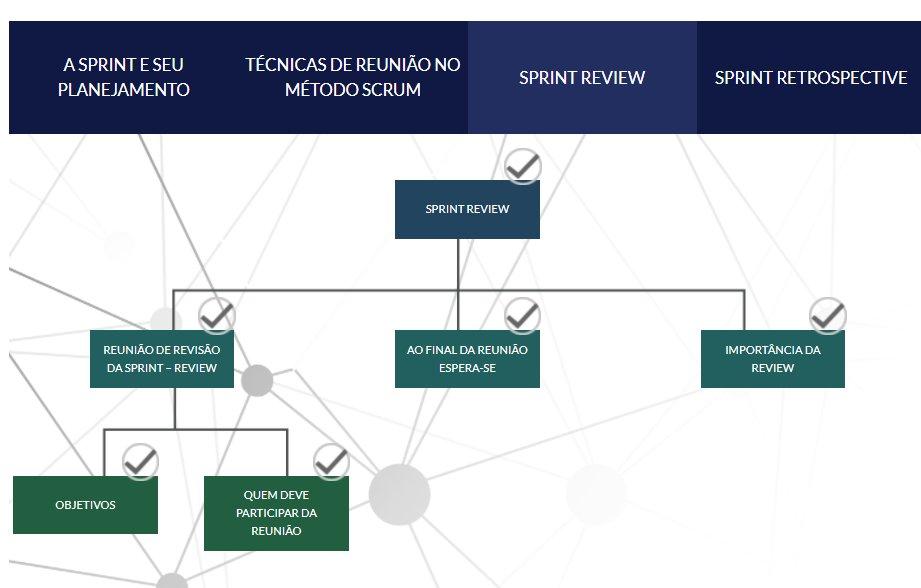 A SPRINT E SEU
PLANEJAMENTO
TÉCNICAS DE REUNIÃO NO
MÉTODO SCRUM
SPRINT REVIEW
SPRINT RETROSPECTIVE
SPRINT REVIEW
REUNIÃO DE REVISÃO
DA SPRINT – REVIEW
AO FINAL DA REUNIÃO
ESPERA-SE
IMPORTÂNCIA DA
REVIEW
OBJETIVOS
QUEM DEVE
PARTICIPAR DA
REUNIÃO